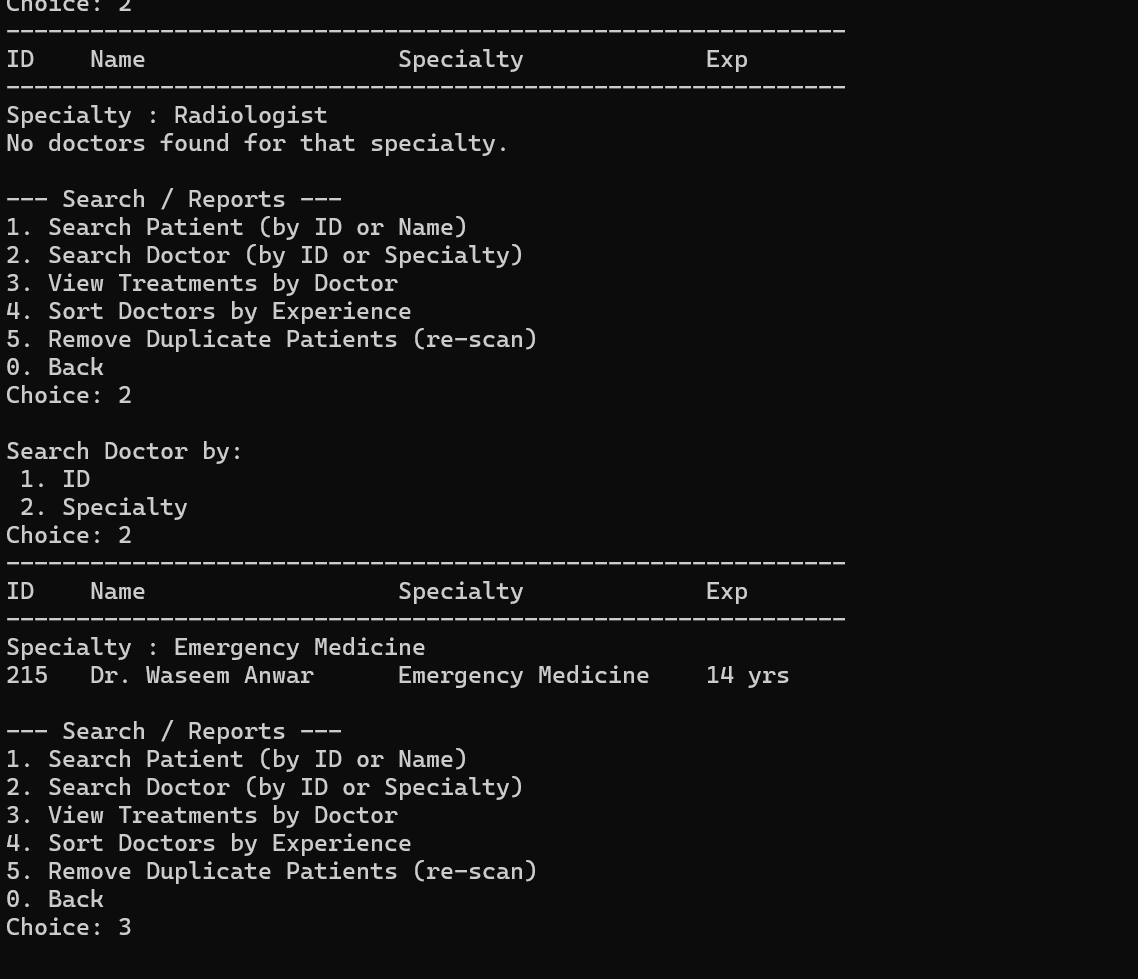 Choice: 2
------------------------------------------------------------
ID    Name                  Specialty             Exp
------------------------------------------------------------
Specialty : Radiologist
No doctors found for that specialty.

--- Search / Reports ---
1. Search Patient (by ID or Name)
2. Search Doctor (by ID or Specialty)
3. View Treatments by Doctor
4. Sort Doctors by Experience
5. Remove Duplicate Patients (re-scan)
0. Back
Choice: 2

Search Doctor by:
 1. ID
 2. Specialty
Choice: 2
------------------------------------------------------------
ID    Name                  Specialty             Exp
------------------------------------------------------------
Specialty : Emergency Medicine
215   Dr. Waseem Anwar      Emergency Medicine    14 yrs

--- Search / Reports ---
1. Search Patient (by ID or Name)
2. Search Doctor (by ID or Specialty)
3. View Treatments by Doctor
4. Sort Doctors by Experience
5. Remove Duplicate Patients (re-scan)
0. Back
Choice: 3